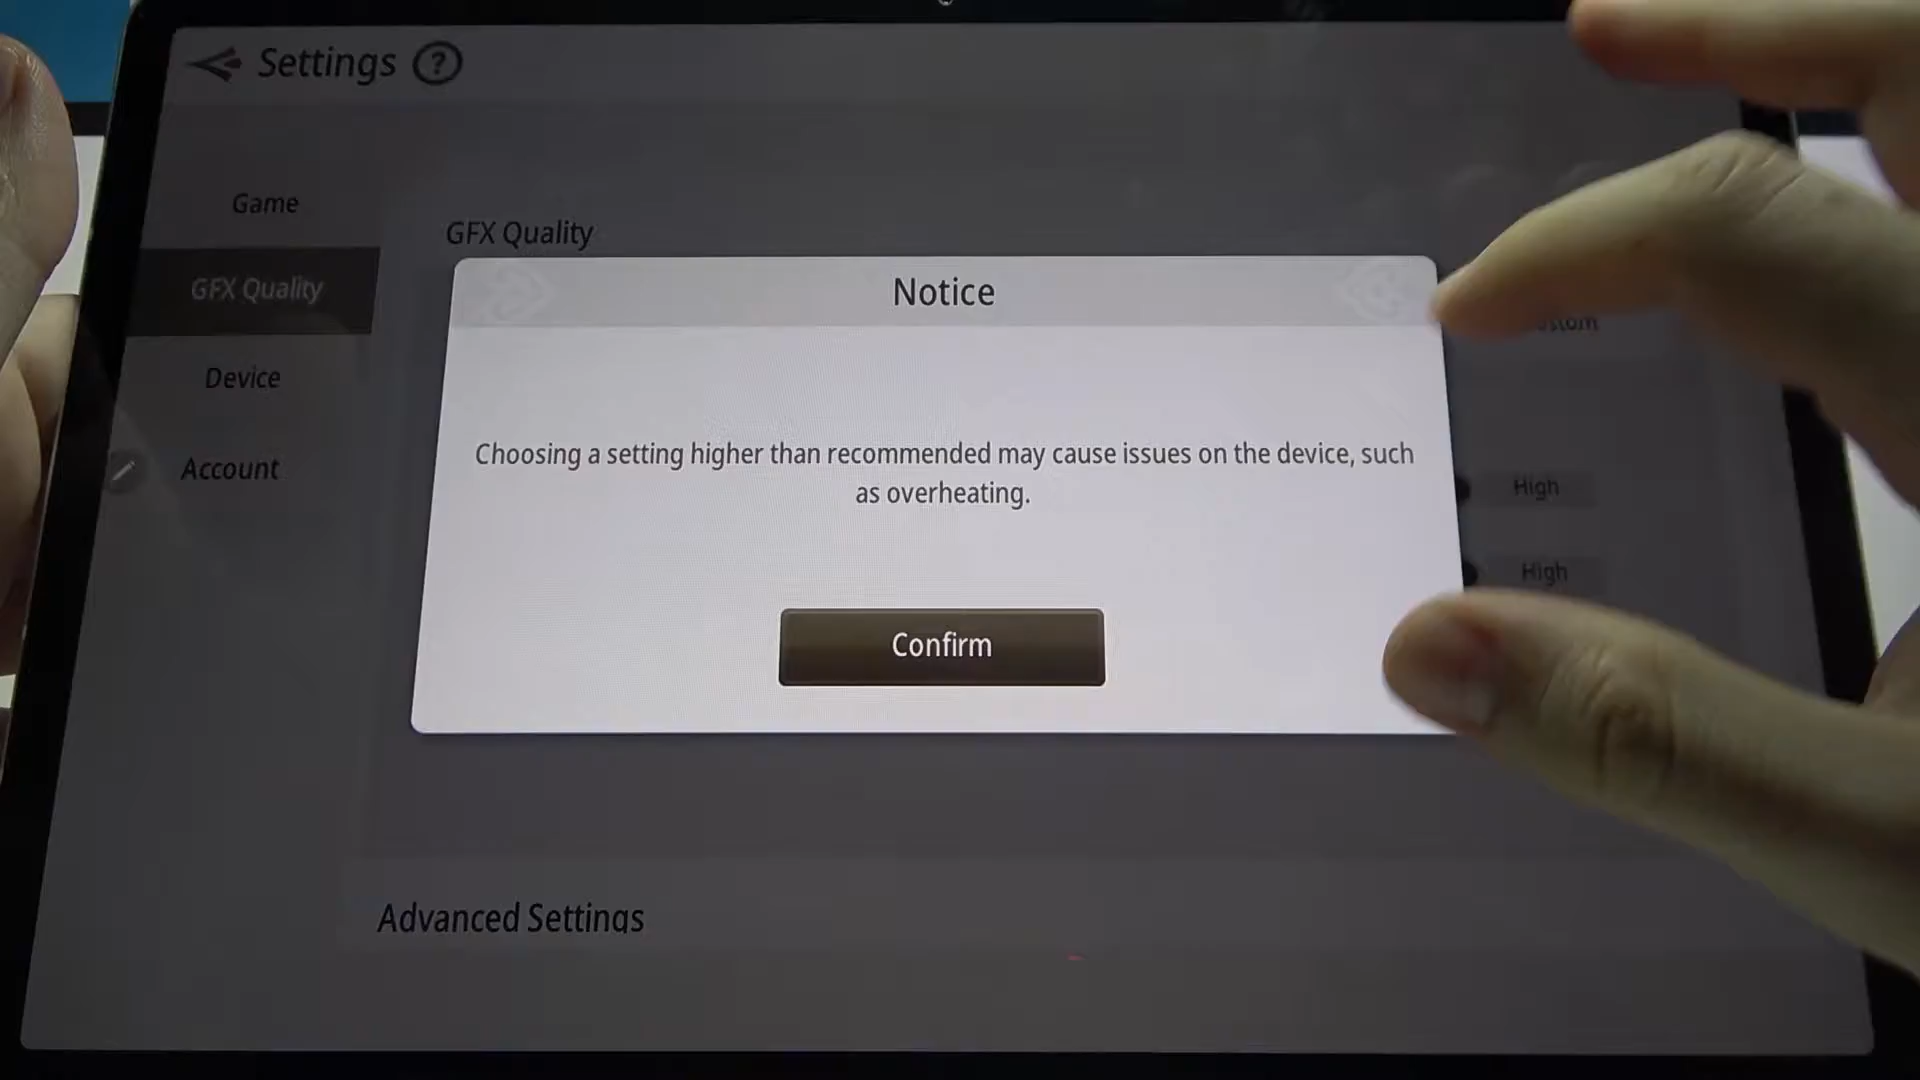 Settings ?
Game
GFX Quality
GFX Quality
Notice
Device
Choosing a setting higher than recommended may cause issues on the device, such
as overheating.
Account
High
High
Confirm
Advanced Settings